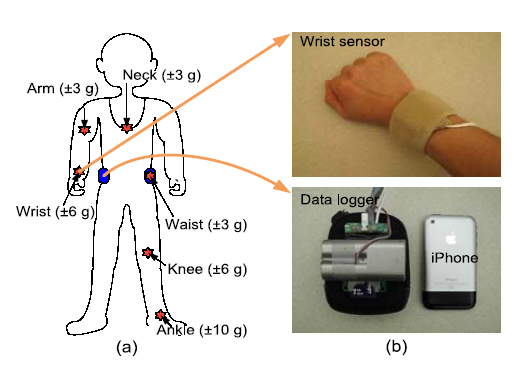 Neck (±3 g)
Arm (±3 g)
Wrist (±6 g)
Waist (±3 g)
Knee (±6 g)
Ankle (±10 g)
(a)
Wrist sensor
Data logger
iPhone
(b)